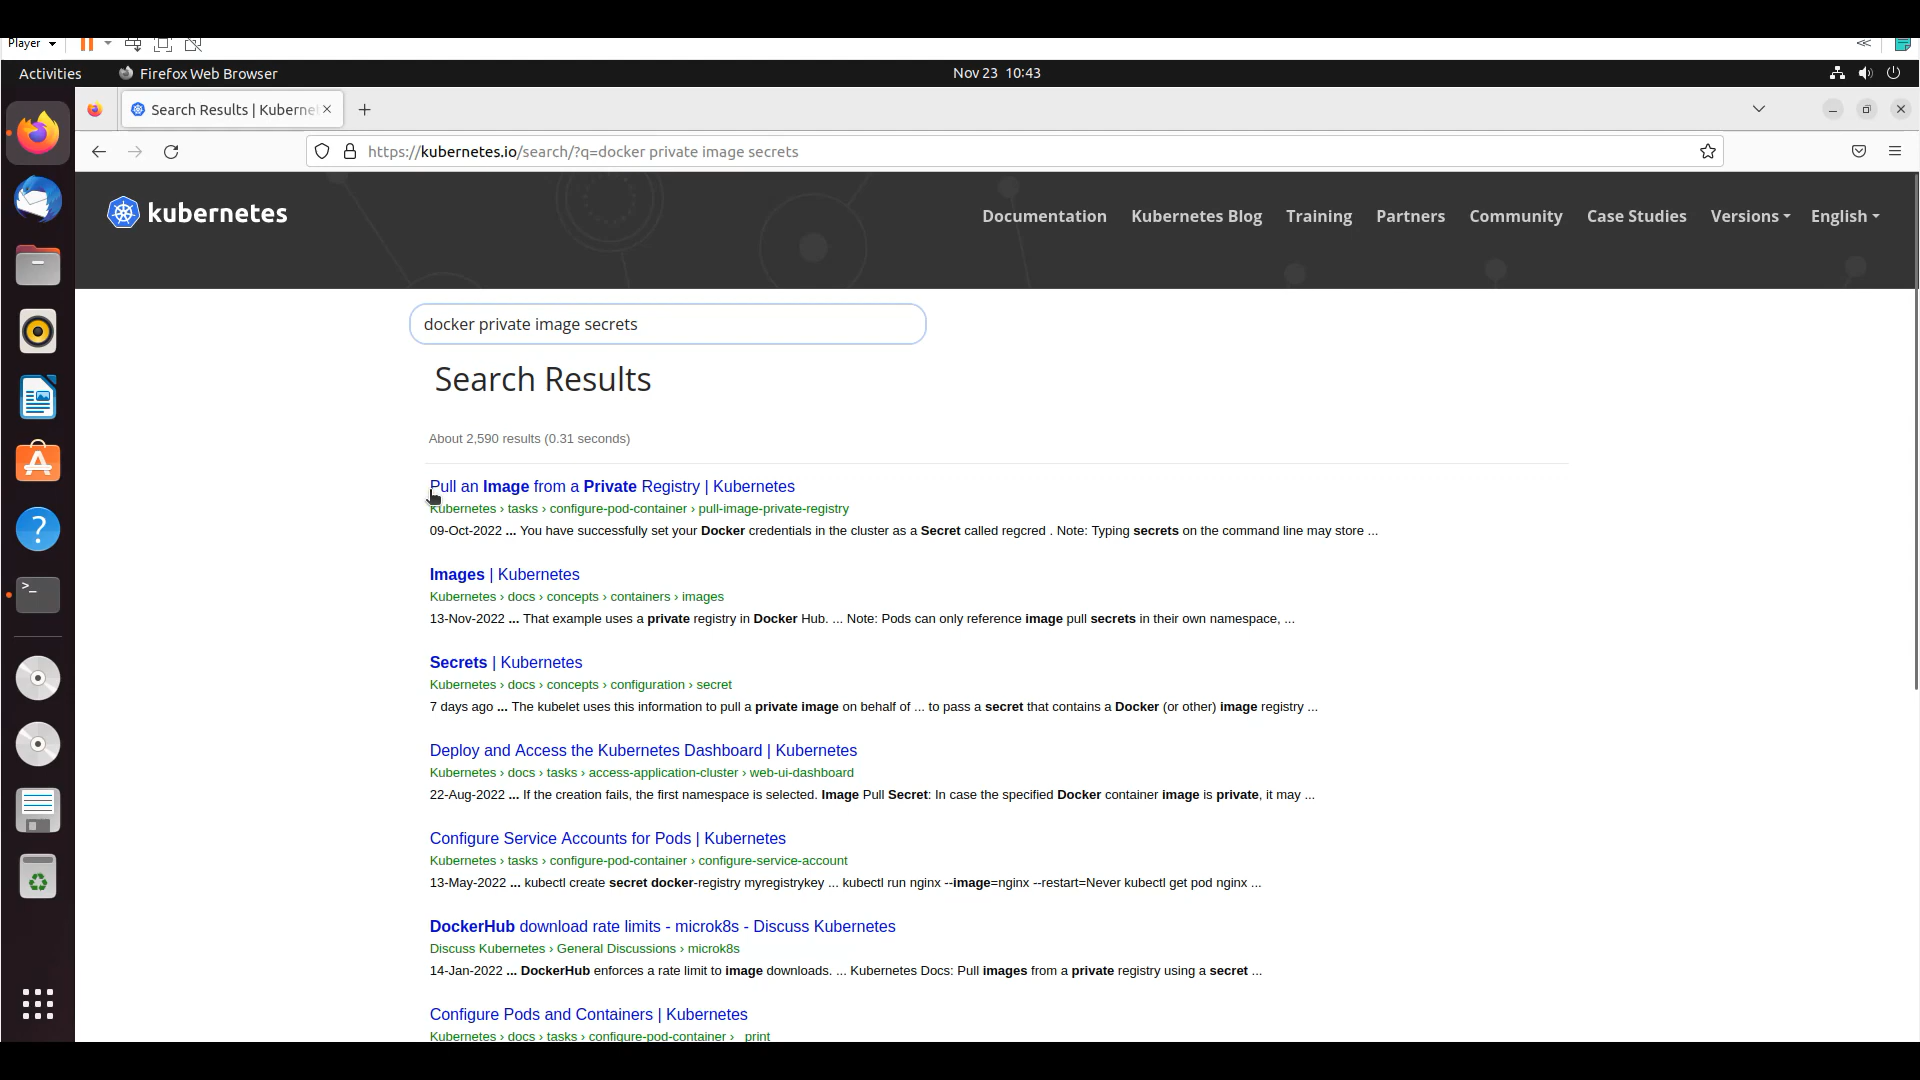 Player
Activities
Firefox Web Browser
Nov 23 10:43
Search Results | Kuberne
https://kubernetes.io/search/?q=docker private image secrets
kubernetes
Documentation
Kubernetes Blog
Training
Partners
Community
Case Studies
Versions
English
docker private image secrets
Search Results
About 2,590 results (0.31 seconds)
Pull an Image from a Private Registry | Kubernetes
Kubernetes › tasks › configure-pod-container › pull-image-private-registry
09-Oct-2022 ... You have successfully set your Docker credentials in the cluster as a Secret called regcred . Note: Typing secrets on the command line may store ...
Images | Kubernetes
Kubernetes › docs › concepts › containers › images
13-Nov-2022 ... That example uses a private registry in Docker Hub. ... Note: Pods can only reference image pull secrets in their own namespace, ...
Secrets | Kubernetes
Kubernetes › docs › concepts › configuration › secret
7 days ago ... The kubelet uses this information to pull a private image on behalf of ... to pass a secret that contains a Docker (or other) image registry ...
Deploy and Access the Kubernetes Dashboard | Kubernetes
Kubernetes › docs › tasks › access-application-cluster › web-ui-dashboard
22-Aug-2022 ... If the creation fails, the first namespace is selected. Image Pull Secret: In case the specified Docker container image is private, it may ...
Configure Service Accounts for Pods | Kubernetes
Kubernetes › tasks › configure-pod-container › configure-service-account
13-May-2022 ... kubectl create secret docker-registry myregistrykey ... kubectl run nginx --image=nginx --restart=Never kubectl get pod nginx ...
DockerHub download rate limits - microk8s - Discuss Kubernetes
Discuss Kubernetes › General Discussions › microk8s
14-Jan-2022 ... DockerHub enforces a rate limit to image downloads. ... Kubernetes Docs: Pull images from a private registry using a secret ...
Configure Pods and Containers | Kubernetes
Kubernetes › docs › tasks › configure-pod-container › _print